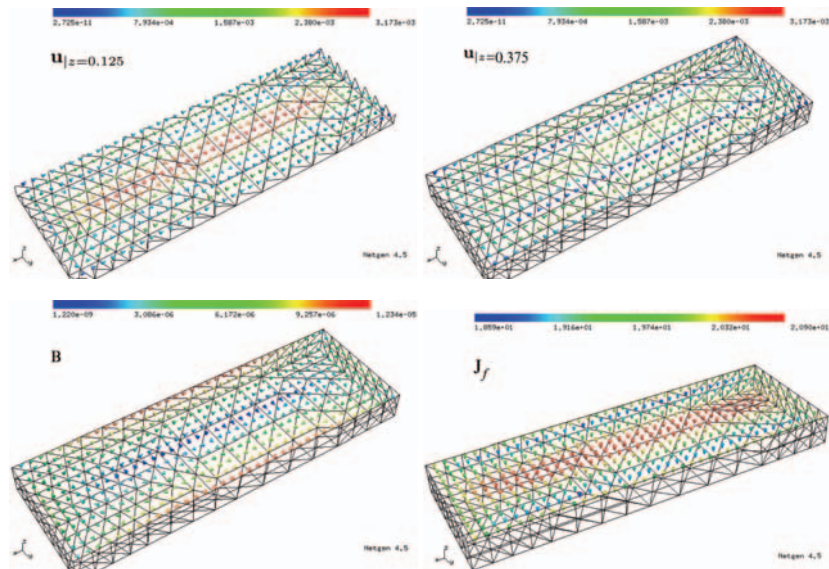 2.725e-11 7.934e-04 1.587e-03 2.380e-03 3.173e-03
u|z=0.125
Netgen 4.5
2.725e-11 7.934e-04 1.587e-03 2.380e-03 3.173e-03
u|z=0.375
Netgen 4.5
1.220e-09 3.086e-06 6.172e-06 9.257e-06 1.234e-05
B
Netgen 4.5
1.859e+01 1.916e+01 1.974e+01 2.032e+01 2.090e+01
J_f
Netgen 4.5